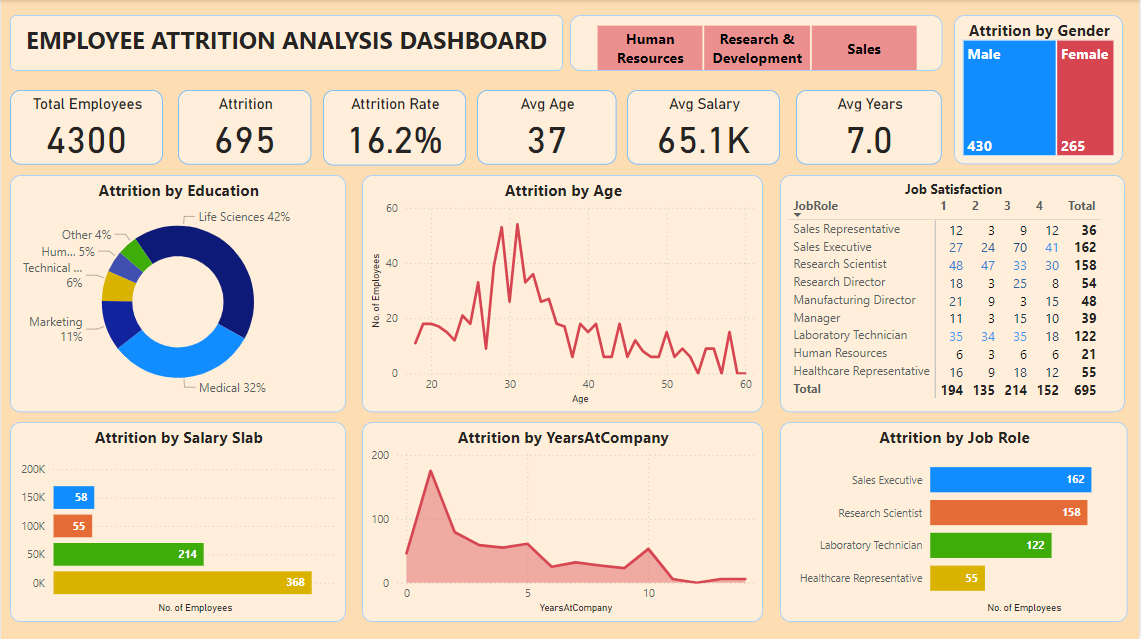 EMPLOYEE ATTRITION ANALYSIS DASHBOARD
Human
Resources
Research &
Development
Sales
Attrition by Gender
Male
Female
430
265
Total Employees
4300
Attrition
695
Attrition Rate
16.2%
Avg Age
37
Avg Salary
65.1K
Avg Years
7.0
Attrition by Education
Life Sciences 42%
Other 4%
Hum... 5%
Technical ...
6%
Marketing
11%
Medical 32%
Attrition by Age
No. of Employees
60
40
20
0
20 30 40 50 60
Age
Job Satisfaction
JobRole 1 2 3 4 Total
Sales Representative 12 3 9 12 36
Sales Executive 27 24 70 41 162
Research Scientist 48 47 33 30 158
Research Director 18 3 25 8 54
Manufacturing Director 21 9 3 15 48
Manager 11 3 15 10 39
Laboratory Technician 35 34 35 18 122
Human Resources 6 3 6 6 21
Healthcare Representative 16 9 18 12 55
Total 194 135 214 152 695
Attrition by Salary Slab
200K
150K 58
100K 55
50K 214
0K 368
No. of Employees
Attrition by YearsAtCompany
200
100
0
0 5 10
YearsAtCompany
Attrition by Job Role
Sales Executive 162
Research Scientist 158
Laboratory Technician 122
Healthcare Representative 55
No. of Employees